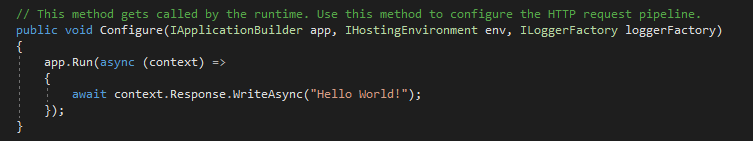 // This method gets called by the runtime. Use this method to configure the HTTP request pipeline.
public void Configure(IApplicationBuilder app, IHostingEnvironment env, ILoggerFactory loggerFactory)
{
    app.Run(async (context) =>
    {
        await context.Response.WriteAsync("Hello World!");
    });
}